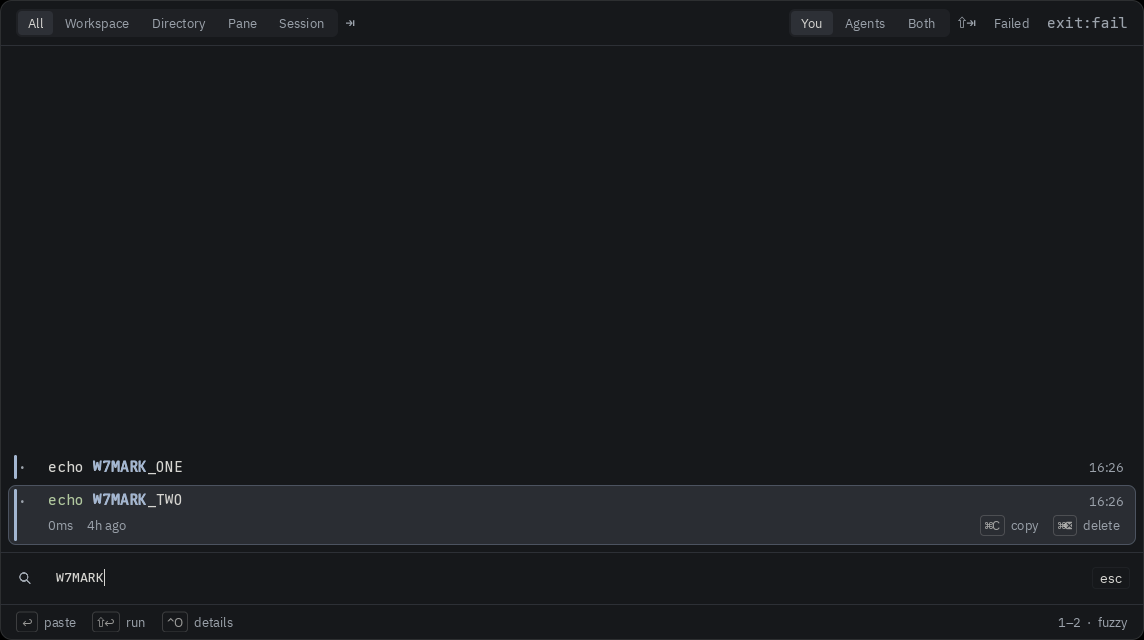 All Workspace Directory Pane Session ⇥ You Agents Both ⇧⇥ Failed exit:fail
· echo W7MARK_ONE 16:26
· echo W7MARK_TWO 16:26
0ms 4h ago ⌘C copy ⌘⌫ delete
W7MARK esc
↩ paste ⇧↩ run ^O details 1–2 · fuzzy